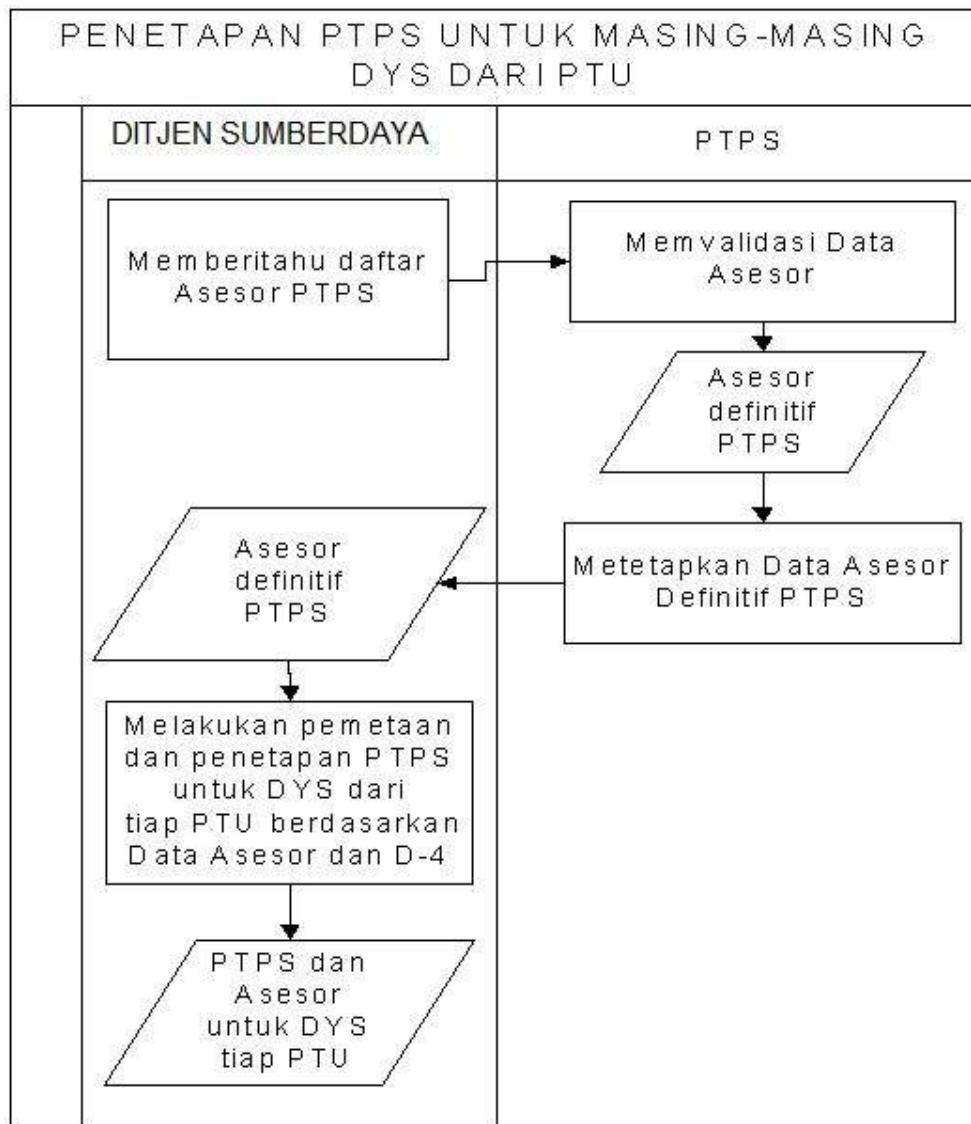 PENETAPAN PTPS UNTUK MASING-MASING
DYS DARI PTU
DITJEN SUMBERDAYA
PTPS
Memberitahu daftar
Asesor PTPS
Memvalidasi Data
Asesor
Asesor
definitif
PTPS
Metetapkan Data Asesor
Definitif PTPS
Asesor
definitif
PTPS
Melakukan pemetaan
dan penetapan PTPS
untuk DYS dari
tiap PTU berdasarkan
Data Asesor dan D-4
PTPS dan
Asesor
untuk DYS
tiap PTU